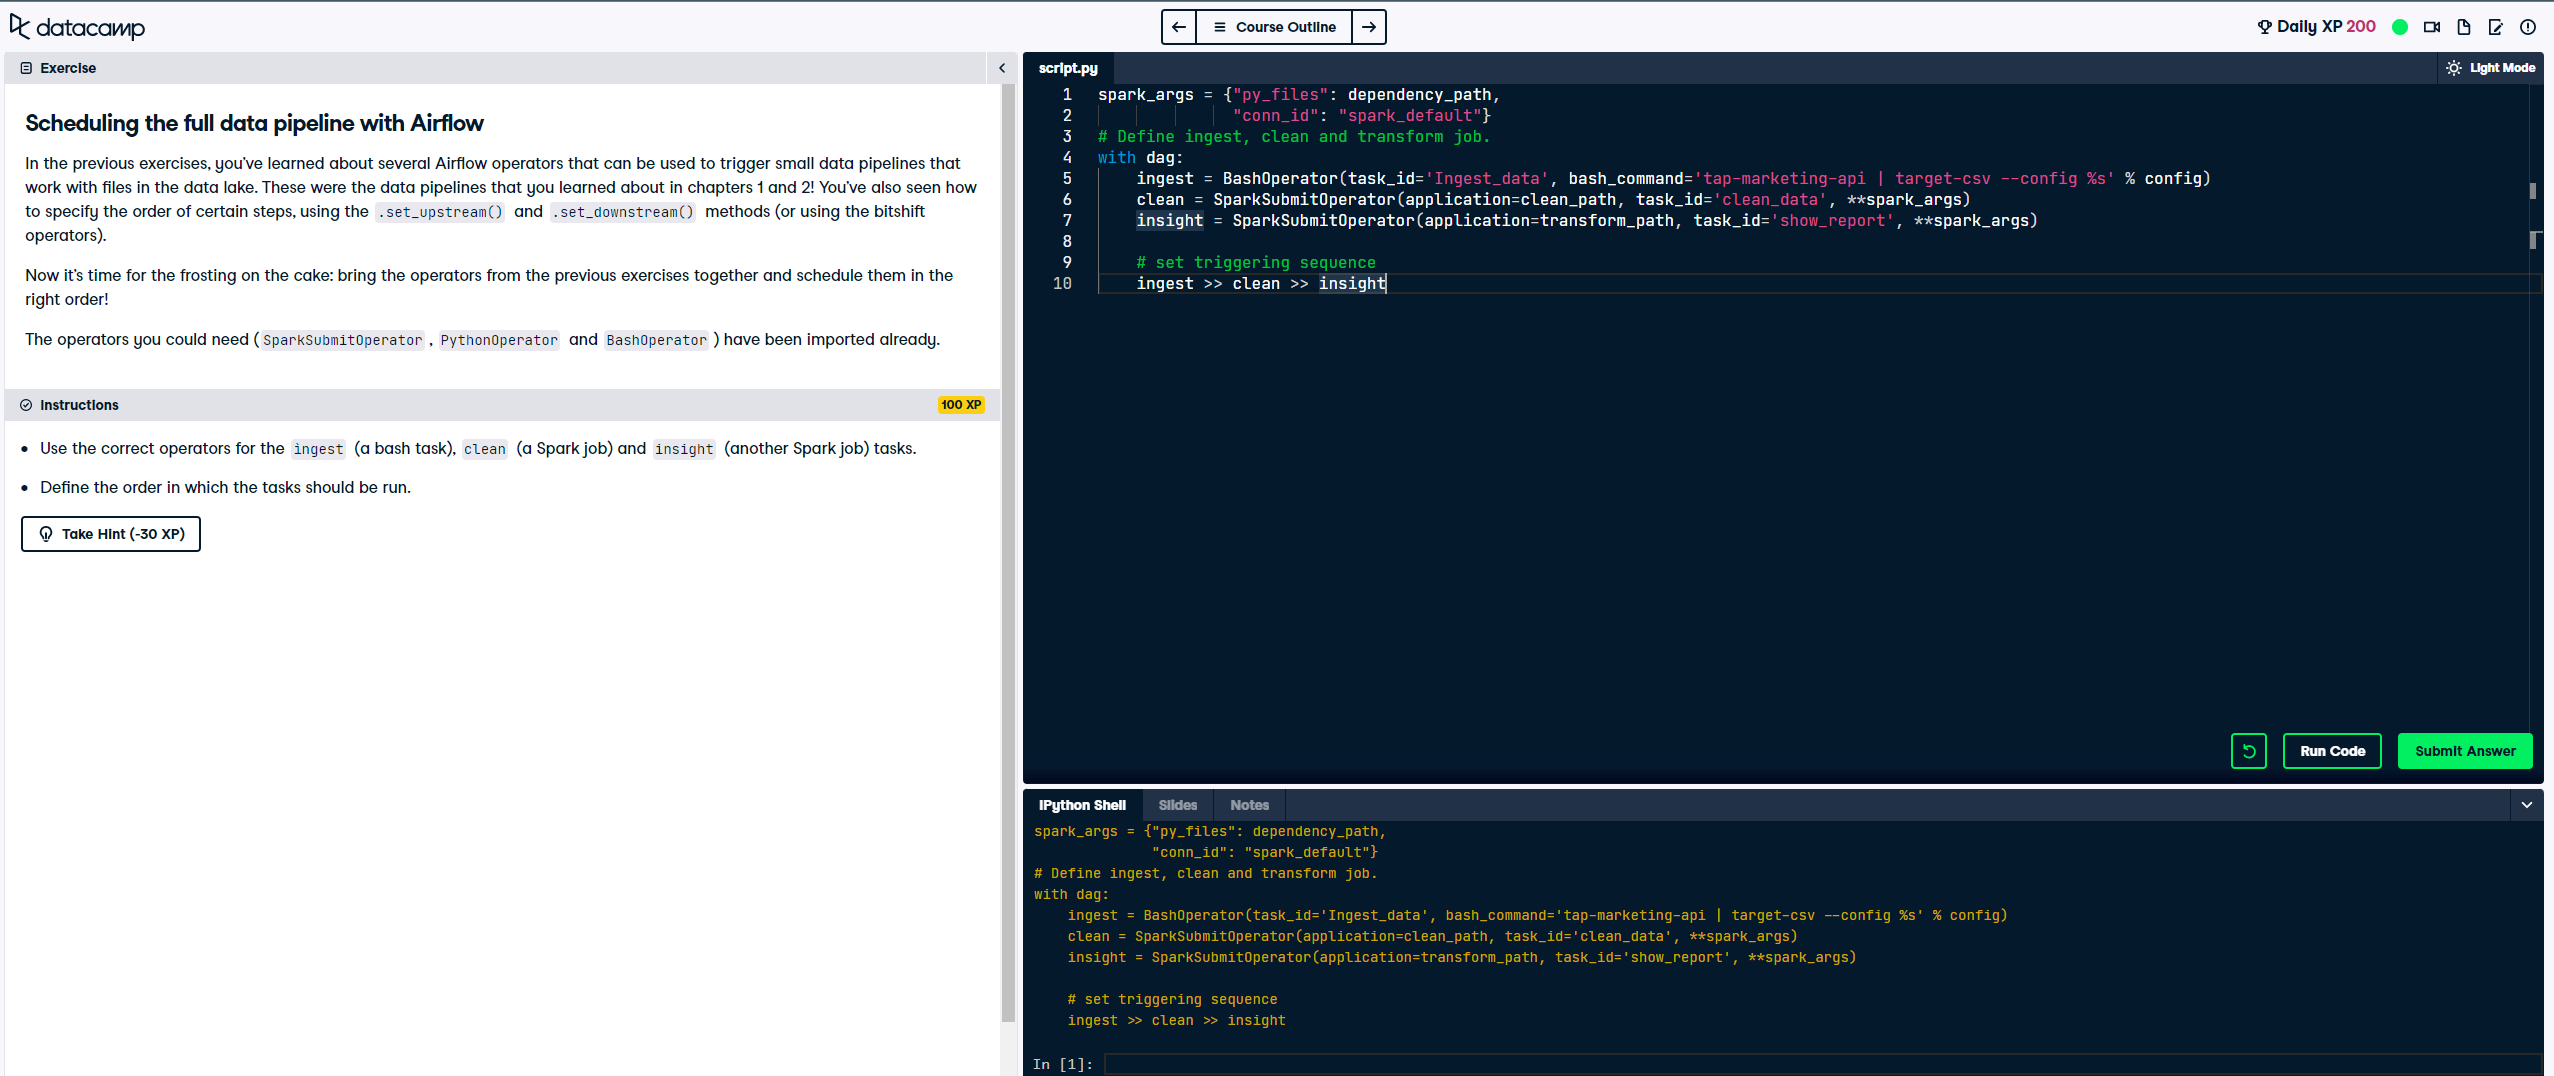 datacamp
Course Outline
Daily XP 200
Exercise
Scheduling the full data pipeline with Airflow
In the previous exercises, you've learned about several Airflow operators that can be used to trigger small data pipelines that
work with files in the data lake. These were the data pipelines that you learned about in chapters 1 and 2! You've also seen how
to specify the order of certain steps, using the .set_upstream() and .set_downstream() methods (or using the bitshift
operators).
Now it's time for the frosting on the cake: bring the operators from the previous exercises together and schedule them in the
right order!
The operators you could need ( SparkSubmitOperator , PythonOperator and BashOperator ) have been imported already.
Instructions
100 XP
• Use the correct operators for the ingest (a bash task), clean (a Spark job) and insight (another Spark job) tasks.
• Define the order in which the tasks should be run.
Take Hint (-30 XP)
script.py
Light Mode
1 spark_args = {"py_files": dependency_path,
2 "conn_id": "spark_default"}
3 # Define ingest, clean and transform job.
4 with dag:
5 ingest = BashOperator(task_id='Ingest_data', bash_command='tap-marketing-api | target-csv --config %s' % config)
6 clean = SparkSubmitOperator(application=clean_path, task_id='clean_data', **spark_args)
7 insight = SparkSubmitOperator(application=transform_path, task_id='show_report', **spark_args)
8
9 # set triggering sequence
10 ingest >> clean >> insight
Run Code
Submit Answer
IPython Shell
Slides
Notes
spark_args = {"py_files": dependency_path,
"conn_id": "spark_default"}
# Define ingest, clean and transform job.
with dag:
ingest = BashOperator(task_id='Ingest_data', bash_command='tap-marketing-api | target-csv --config %s' % config)
clean = SparkSubmitOperator(application=clean_path, task_id='clean_data', **spark_args)
insight = SparkSubmitOperator(application=transform_path, task_id='show_report', **spark_args)
# set triggering sequence
ingest >> clean >> insight
In [1]: